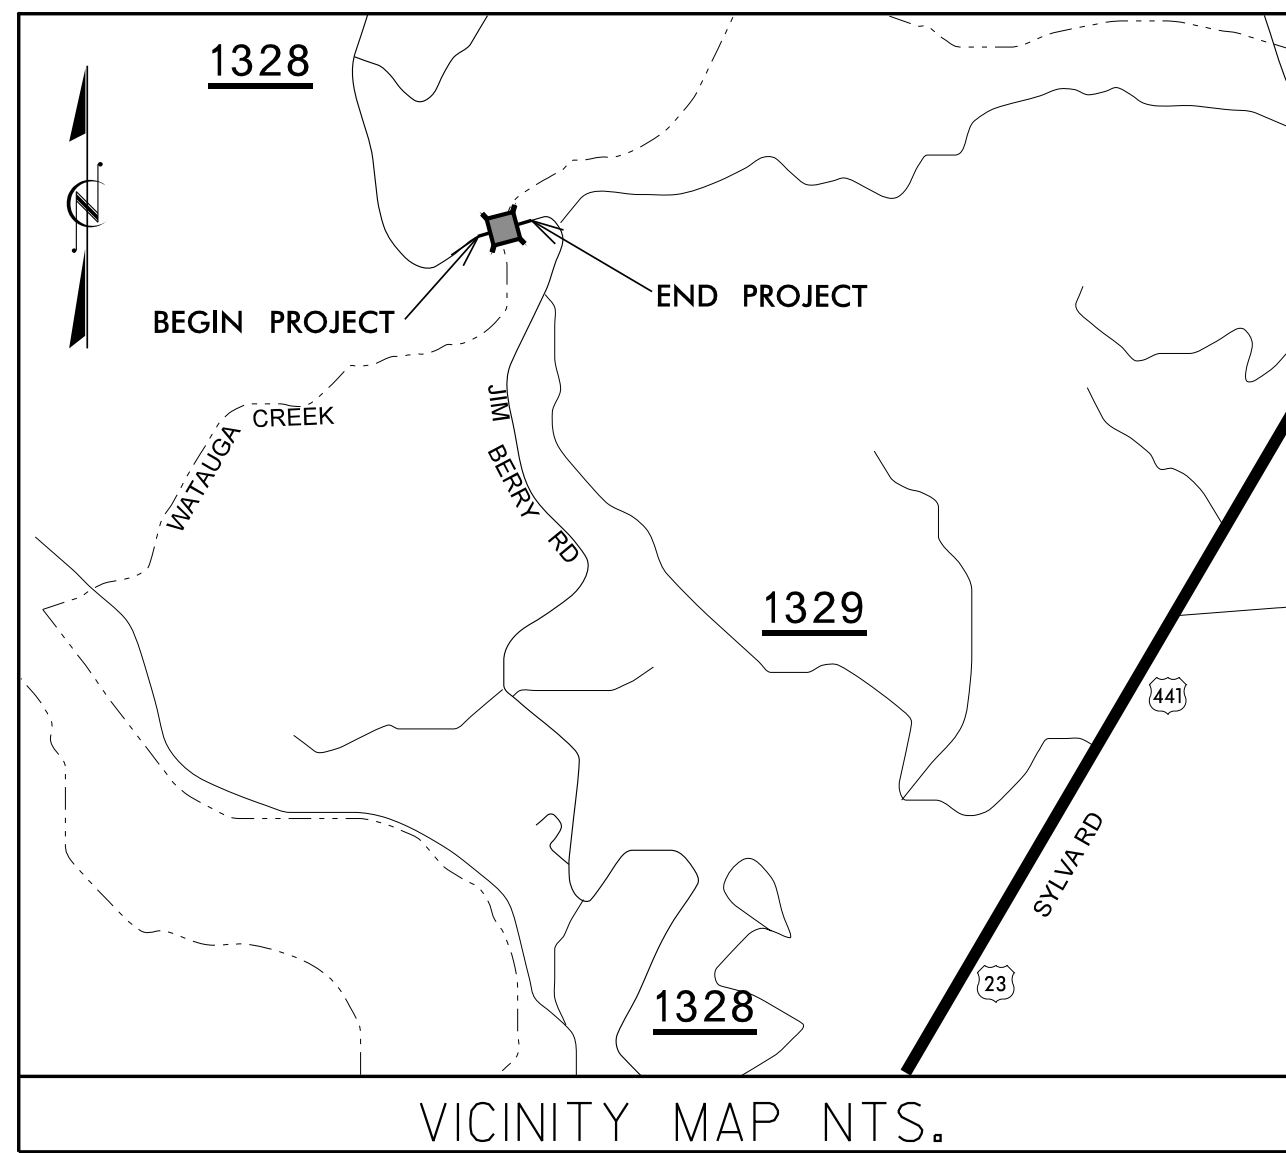 1328
END PROJECT
BEGIN PROJECT
WATAUGA CREEK
JIM BERRY RD
1329
441
SYLVA RD
23
1328
VICINITY MAP NTS.